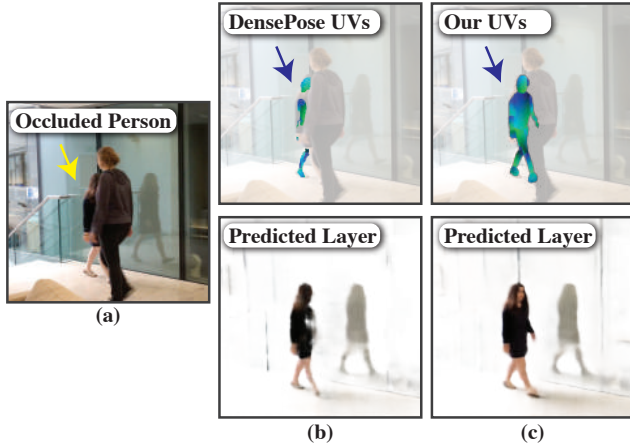 DensePose UVs
Our UVs
Occluded Person
Predicted Layer
Predicted Layer
(a)
(b)
(c)